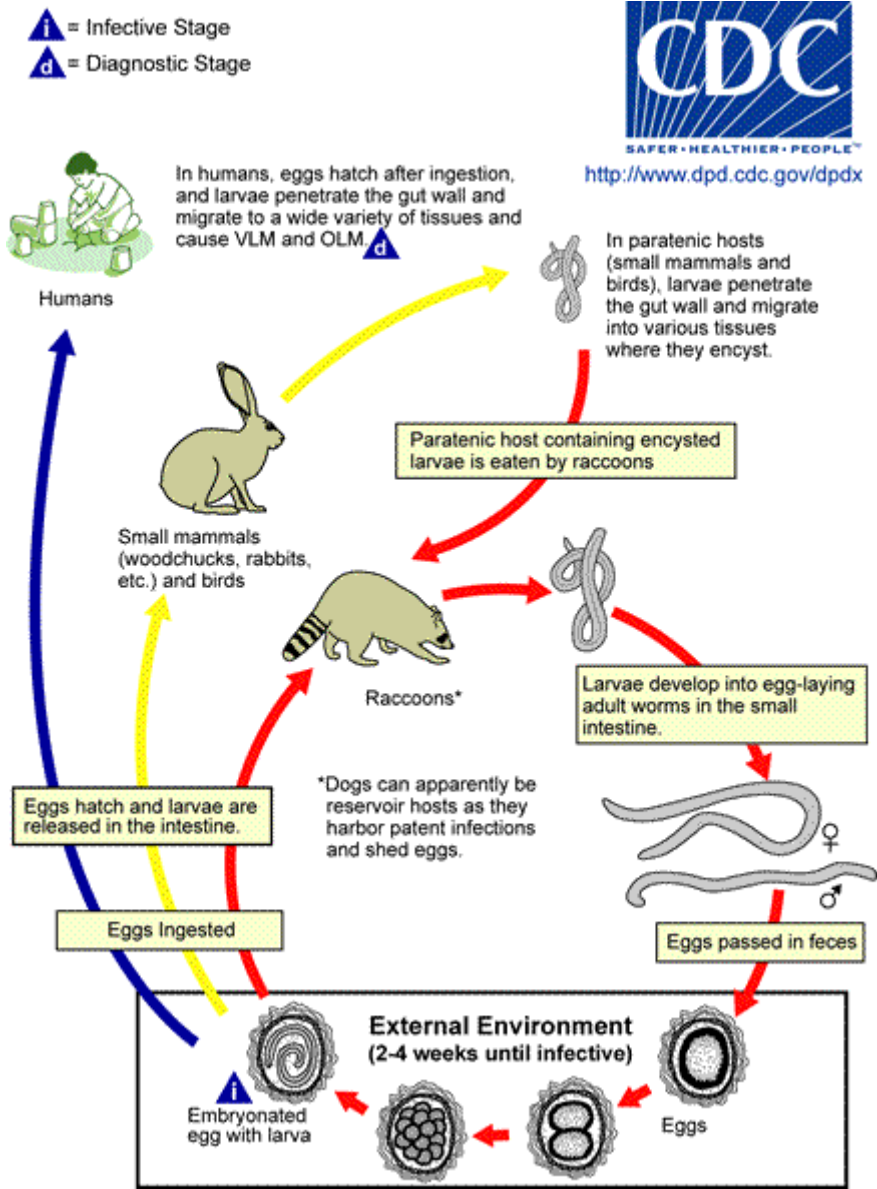 i = Infective Stage
d = Diagnostic Stage
CDC
SAFER•HEALTHIER•PEOPLE™
http://www.dpd.cdc.gov/dpdx
In humans, eggs hatch after ingestion,
and larvae penetrate the gut wall and
migrate to a wide variety of tissues and
cause VLM and OLM.
d
Humans
In paratenic hosts
(small mammals and
birds), larvae penetrate
the gut wall and migrate
into various tissues
where they encyst.
Paratenic host containing encysted
larvae is eaten by raccoons
Small mammals
(woodchucks, rabbits,
etc.) and birds
Raccoons*
Larvae develop into egg-laying
adult worms in the small
intestine.
*Dogs can apparently be
reservoir hosts as they
harbor patent infections
and shed eggs.
Eggs hatch and larvae are
released in the intestine.
♀
♂
Eggs Ingested
Eggs passed in feces
External Environment
(2-4 weeks until infective)
i
Embryonated
egg with larva
Eggs